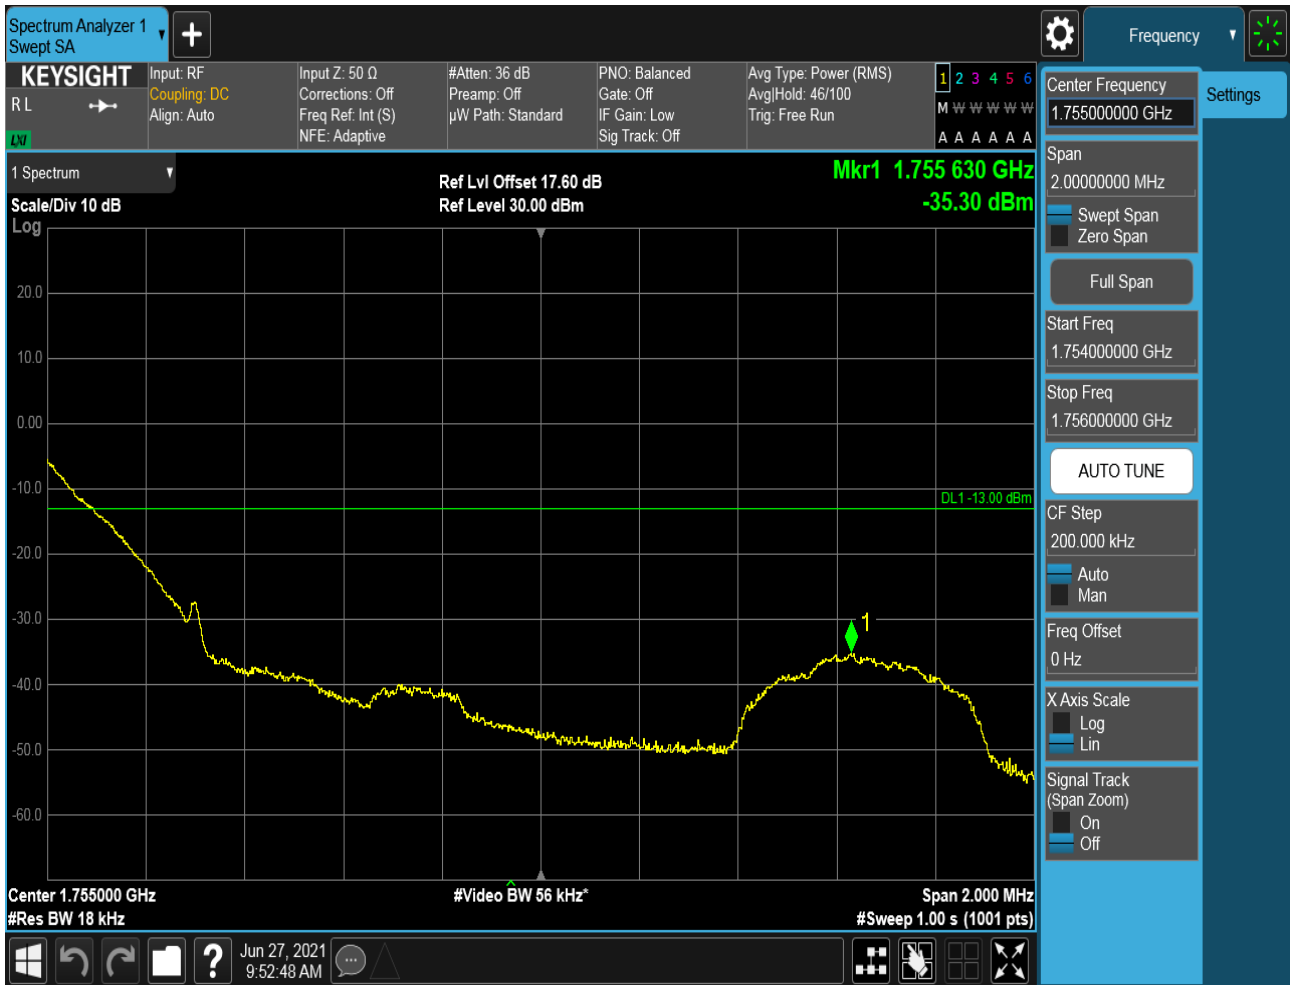 Spectrum Analyzer 1
Swept SA
Frequency
KEYSIGHT
R L
LXI
Input: RF
Coupling: DC
Align: Auto
Input Z: 50 Ω
Corrections: Off
Freq Ref: Int (S)
NFE: Adaptive
#Atten: 36 dB
Preamp: Off
µW Path: Standard
PNO: Balanced
Gate: Off
IF Gain: Low
Sig Track: Off
Avg Type: Power (RMS)
Avg|Hold: 46/100
Trig: Free Run
1 2 3 4 5 6
M W W W W W
A A A A A A
1 Spectrum
Scale/Div 10 dB
Log
Ref Lvl Offset 17.60 dB
Ref Level 30.00 dBm
Mkr1 1.755 630 GHz
-35.30 dBm
20.0
10.0
0.00
-10.0
-20.0
-30.0
-40.0
-50.0
-60.0
DL1 -13.00 dBm
1
Center 1.755000 GHz
#Res BW 18 kHz
#Video BW 56 kHz*
Span 2.000 MHz
#Sweep 1.00 s (1001 pts)
Jun 27, 2021
9:52:48 AM
Center Frequency
1.755000000 GHz
Span
2.00000000 MHz
Swept Span
Zero Span
Full Span
Start Freq
1.754000000 GHz
Stop Freq
1.756000000 GHz
AUTO TUNE
CF Step
200.000 kHz
Auto
Man
Freq Offset
0 Hz
X Axis Scale
Log
Lin
Signal Track
(Span Zoom)
On
Off
Settings